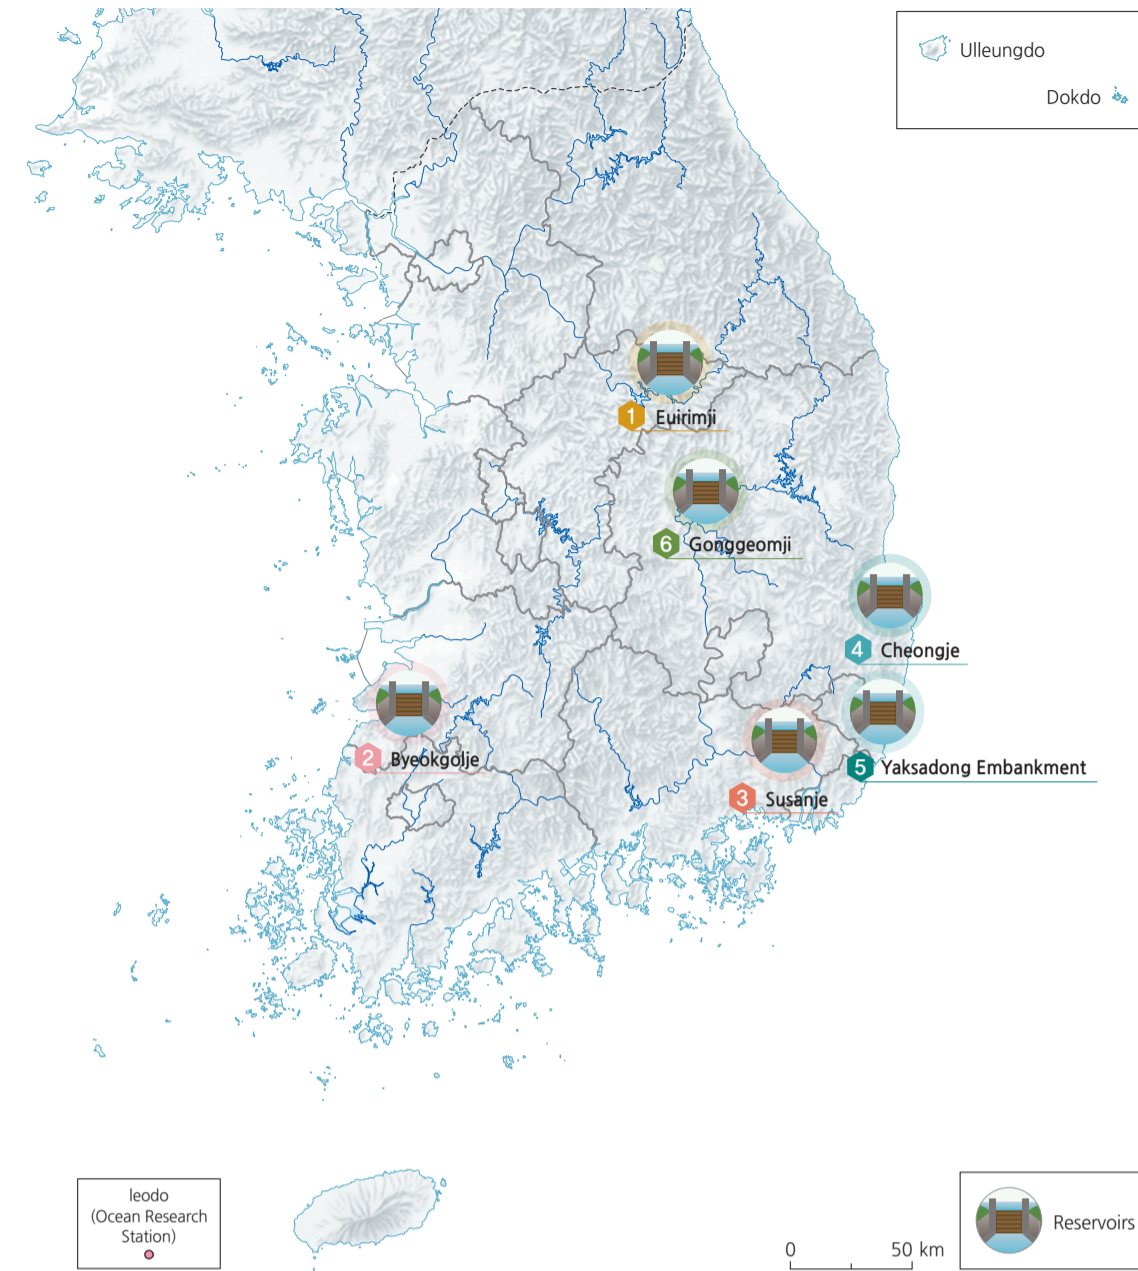 Ulleungdo
Dokdo
1 Euirimji
6 Gonggeomji
4 Cheongje
2 Byeokgolje
5 Yaksadong Embankment
3 Susanje
Ieodo
(Ocean Research
Station)
0 50 km
Reservoirs